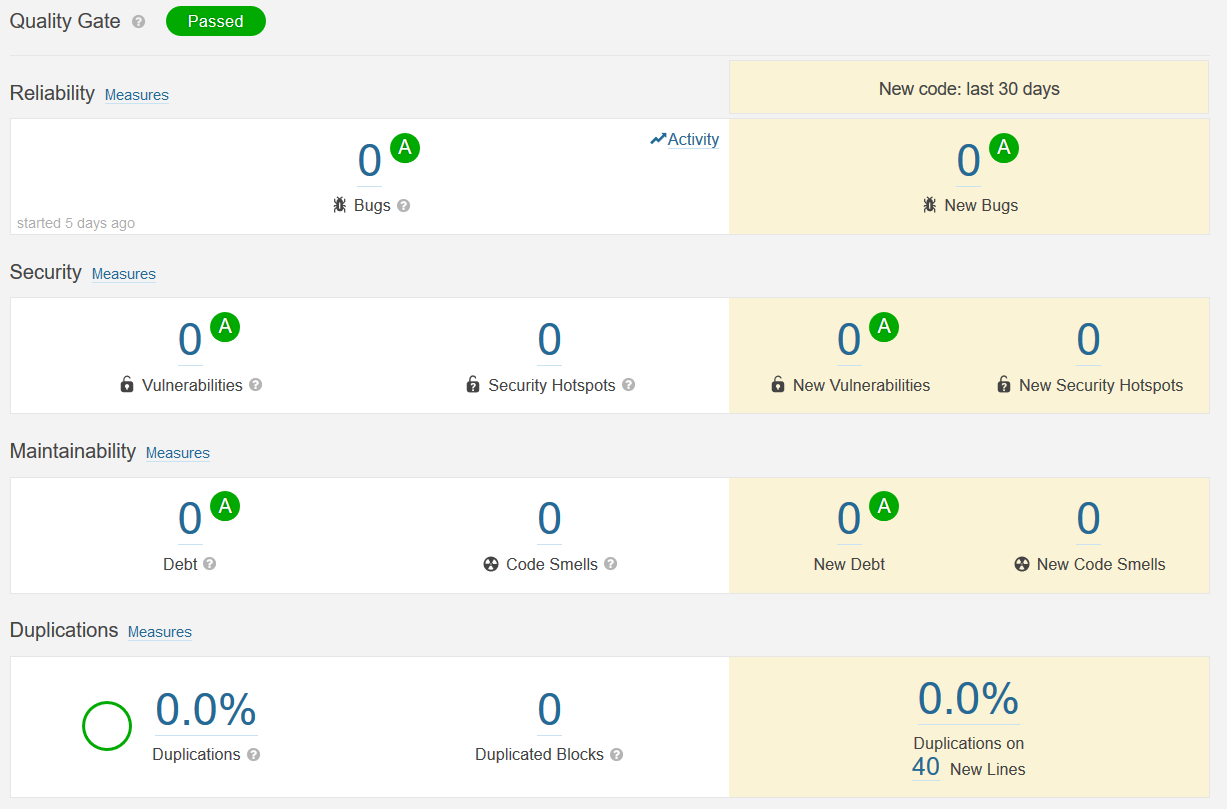 Quality Gate ? Passed
Reliability Measures
New code: last 30 days
Activity
0 A
0 A
Bugs ?
New Bugs
started 5 days ago
Security Measures
0 A 0 0 A 0
Vulnerabilities ? Security Hotspots ? New Vulnerabilities New Security Hotspots
Maintainability Measures
0 A 0 0 A 0
Debt ? Code Smells ? New Debt New Code Smells
Duplications Measures
0.0% 0 0.0%
Duplications ? Duplicated Blocks ? Duplications on
40 New Lines